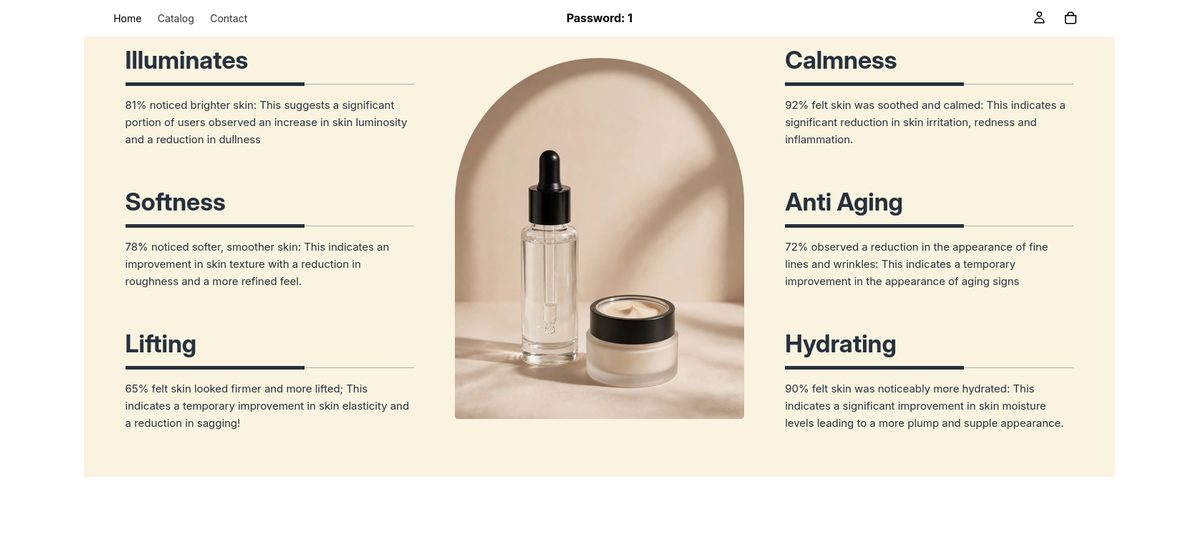 Home Catalog Contact
Password: 1
Illuminates
81% noticed brighter skin: This suggests a significant
portion of users observed an increase in skin luminosity
and a reduction in dullness
Softness
78% noticed softer, smoother skin: This indicates an
improvement in skin texture with a reduction in
roughness and a more refined feel.
Lifting
65% felt skin looked firmer and more lifted; This
indicates a temporary improvement in skin elasticity and
a reduction in sagging!
Calmness
92% felt skin was soothed and calmed: This indicates a
significant reduction in skin irritation, redness and
inflammation.
Anti Aging
72% observed a reduction in the appearance of fine
lines and wrinkles: This indicates a temporary
improvement in the appearance of aging signs
Hydrating
90% felt skin was noticeably more hydrated: This
indicates a significant improvement in skin moisture
levels leading to a more plump and supple appearance.